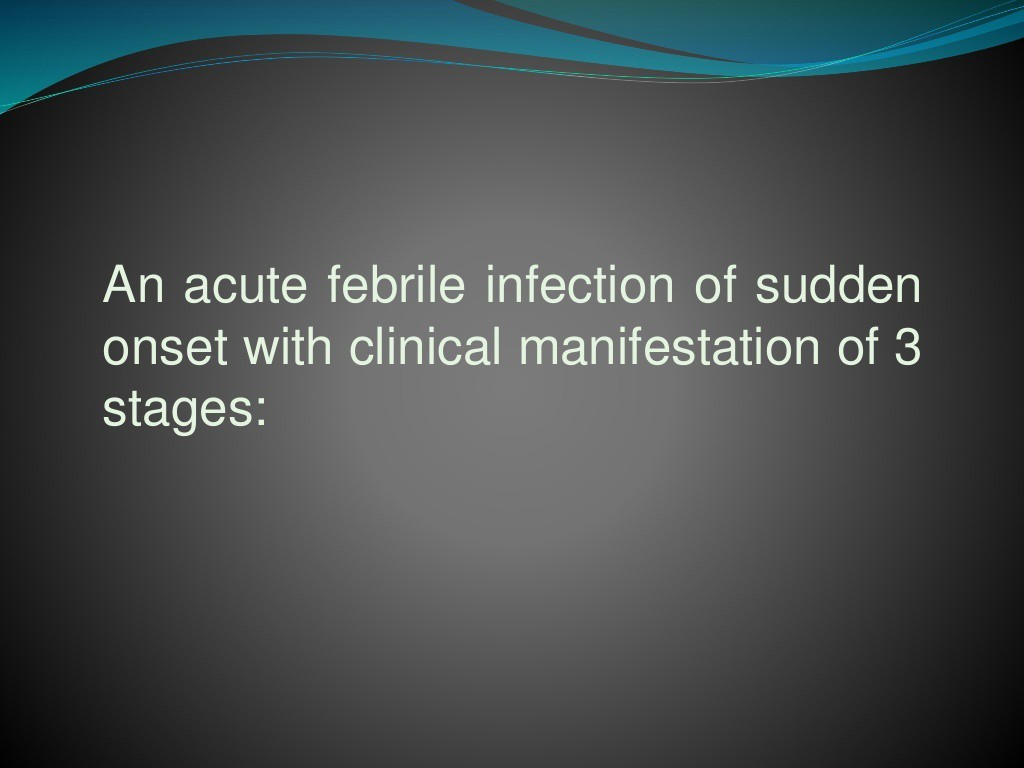 An acute febrile infection of sudden
onset with clinical manifestation of 3
stages: